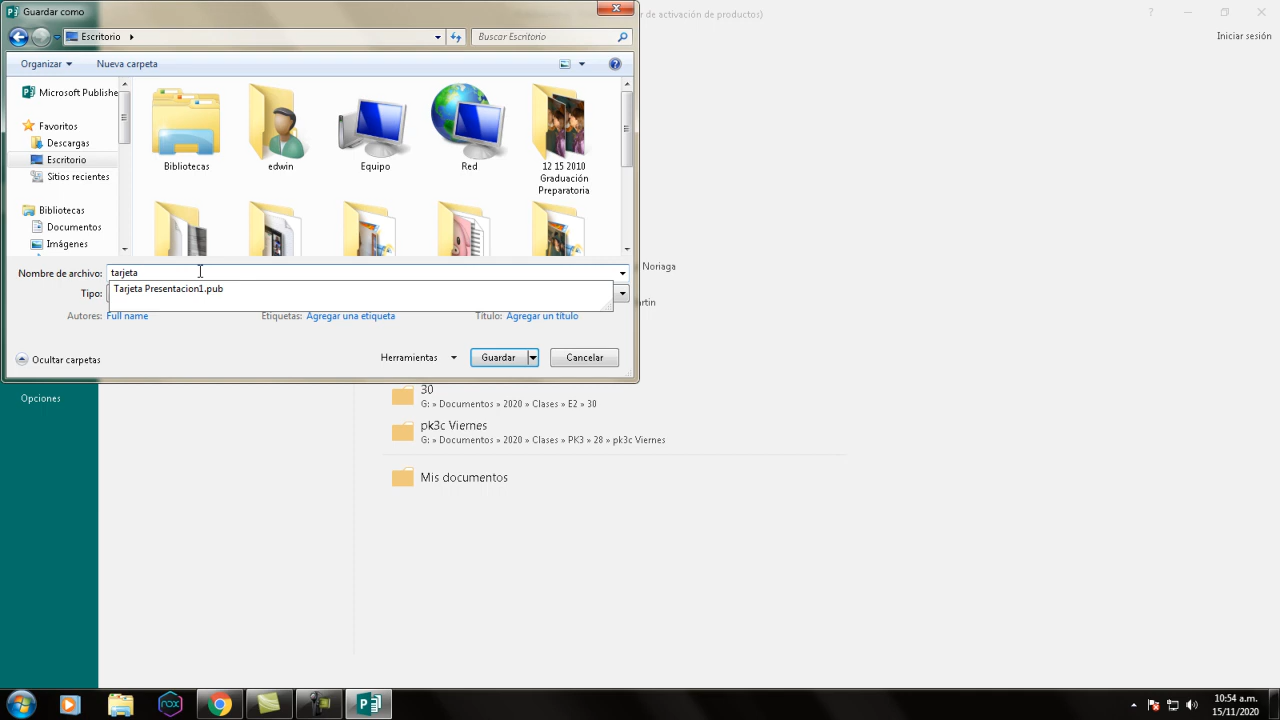 Guardar como
r de activación de productos)
Iniciar sesión
Escritorio
Buscar Escritorio
Organizar
Nueva carpeta
Microsoft Publishe
Favoritos
Descargas
Escritorio
Sitios recientes
Bibliotecas
Documentos
Imágenes
Bibliotecas
edwin
Equipo
Red
12 15 2010
Graduación
Preparatoria
Nombre de archivo:
tarjeta
Noriaga
Tipo:
Tarjeta Presentacion1.pub
artin
Autores:
Full name
Etiquetas:
Agregar una etiqueta
Título:
Agregar un título
Ocultar carpetas
Herramientas
Guardar
Cancelar
Opciones
30
G: » Documentos » 2020 » Clases » E2 » 30
pk3c Viernes
G: » Documentos » 2020 » Clases » PK3 » 28 » pk3c Viernes
Mis documentos
nox
10:54 a.m.
15/11/2020